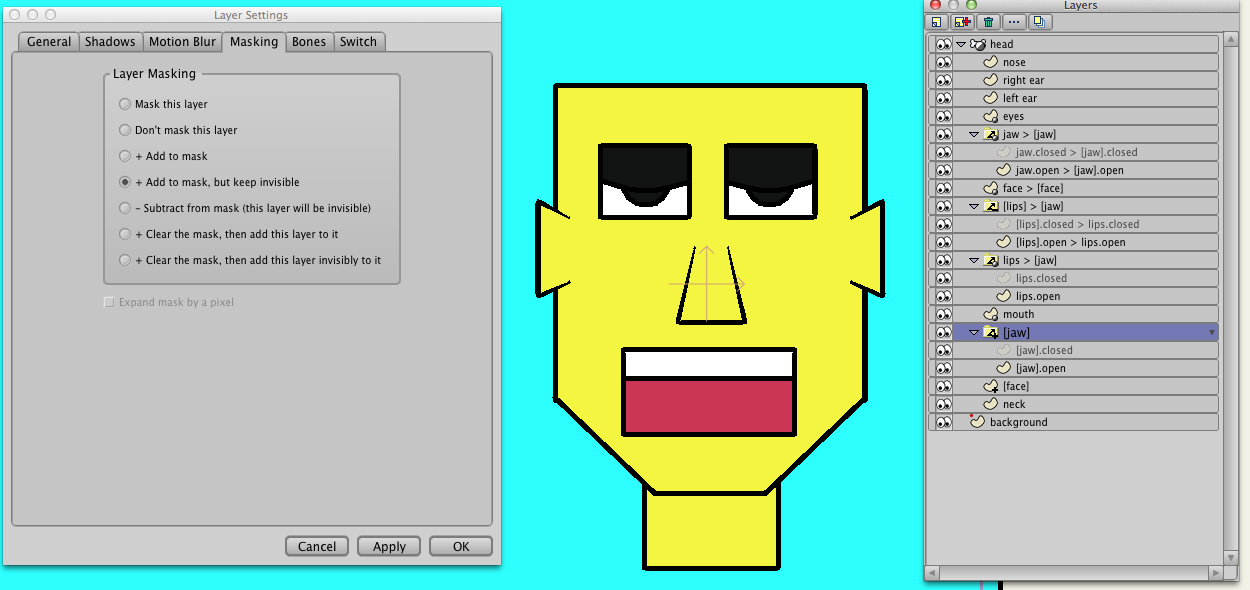 Layer Settings
General Shadows Motion Blur Masking Bones Switch
Layer Masking
Mask this layer
Don't mask this layer
+ Add to mask
+ Add to mask, but keep invisible
− Subtract from mask (this layer will be invisible)
+ Clear the mask, then add this layer to it
+ Clear the mask, then add this layer invisibly to it
Expand mask by a pixel
Cancel Apply OK
Layers
head
nose
right ear
left ear
eyes
jaw > [jaw]
jaw.closed > [jaw].closed
jaw.open > [jaw].open
face > [face]
[lips] > [jaw]
[lips].closed > lips.closed
[lips].open > lips.open
lips > [jaw]
lips.closed
lips.open
mouth
[jaw]
[jaw].closed
[jaw].open
[face]
neck
background